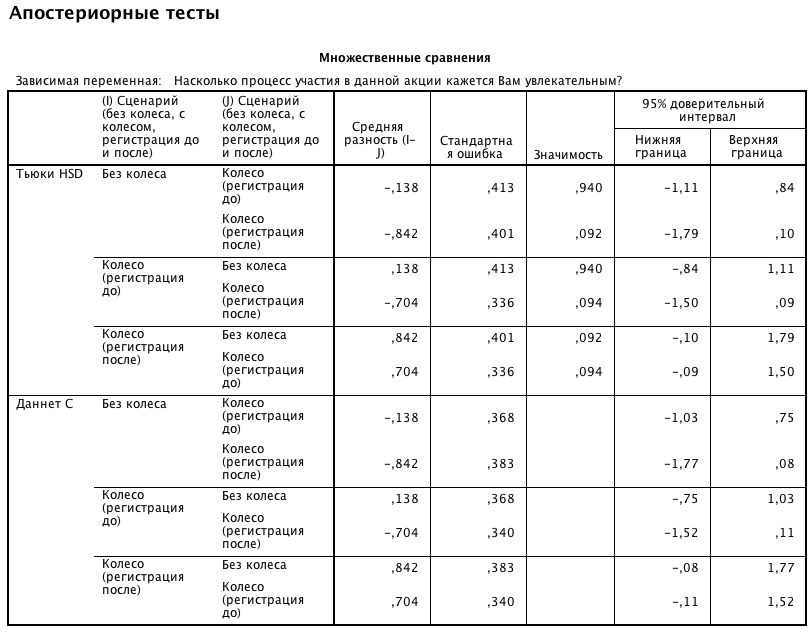 Апостериорные тесты
Множественные сравнения
Зависимая переменная: Насколько процесс участия в данной акции кажется Вам увлекательным?
(I) Сценарий
(без колеса, с
колесом,
регистрация до
и после)
(J) Сценарий
(без колеса, с
колесом,
регистрация до
и после)
Средняя
разность (I–
J)
Стандартна
я ошибка
Значимость
95% доверительный
интервал
Нижняя
граница
Верхняя
граница
Тьюки HSD
Без колеса
Колесо
(регистрация
до)
–,138 ,413 ,940 –1,11 ,84
Колесо
(регистрация
после)
–,842 ,401 ,092 –1,79 ,10
Колесо
(регистрация
до)
Без колеса ,138 ,413 ,940 –,84 1,11
Колесо
(регистрация
после)
–,704 ,336 ,094 –1,50 ,09
Колесо
(регистрация
после)
Без колеса ,842 ,401 ,092 –,10 1,79
Колесо
(регистрация
до)
,704 ,336 ,094 –,09 1,50
Даннет С
Без колеса
Колесо
(регистрация
до)
–,138 ,368 –1,03 ,75
Колесо
(регистрация
после)
–,842 ,383 –1,77 ,08
Колесо
(регистрация
до)
Без колеса ,138 ,368 –,75 1,03
Колесо
(регистрация
после)
–,704 ,340 –1,52 ,11
Колесо
(регистрация
после)
Без колеса ,842 ,383 –,08 1,77
Колесо
(регистрация
до)
,704 ,340 –,11 1,52